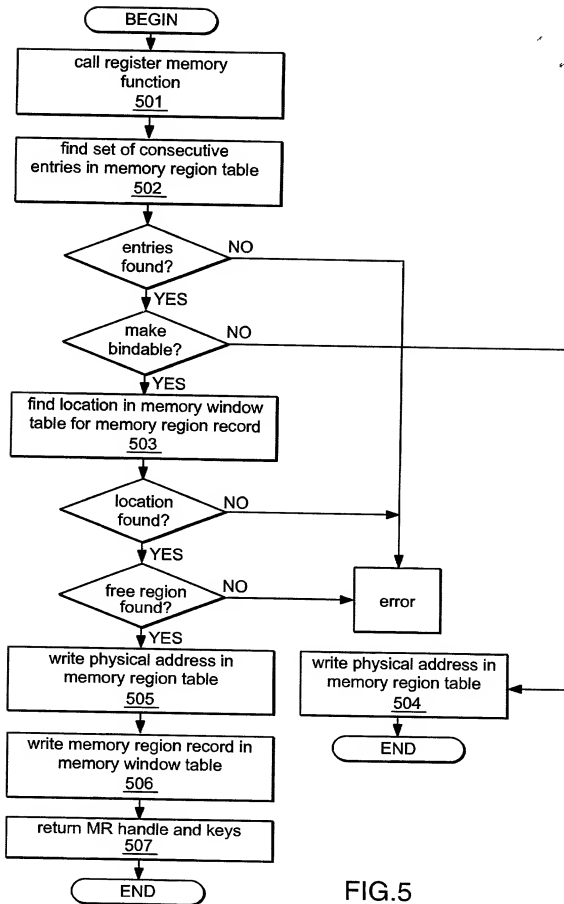 BEGIN
call register memory
function
501
find set of consecutive
entries in memory region table
502
entries
found?
NO
YES
make
bindable?
NO
YES
find location in memory window
table for memory region record
503
location
found?
NO
YES
free region
found?
NO
error
YES
write physical address in
memory region table
505
write physical address in
memory region table
504
END
write memory region record in
memory window table
506
return MR handle and keys
507
END
FIG.5